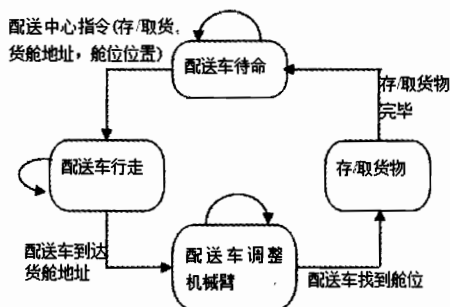 配送中心指令(存/取货,
货舱地址，舱位位置)
配送车待命
存/取货物
完毕
配送车行走
存/取货物
配送车到达
货舱地址
配送车调整
机械臂
配送车找到舱位